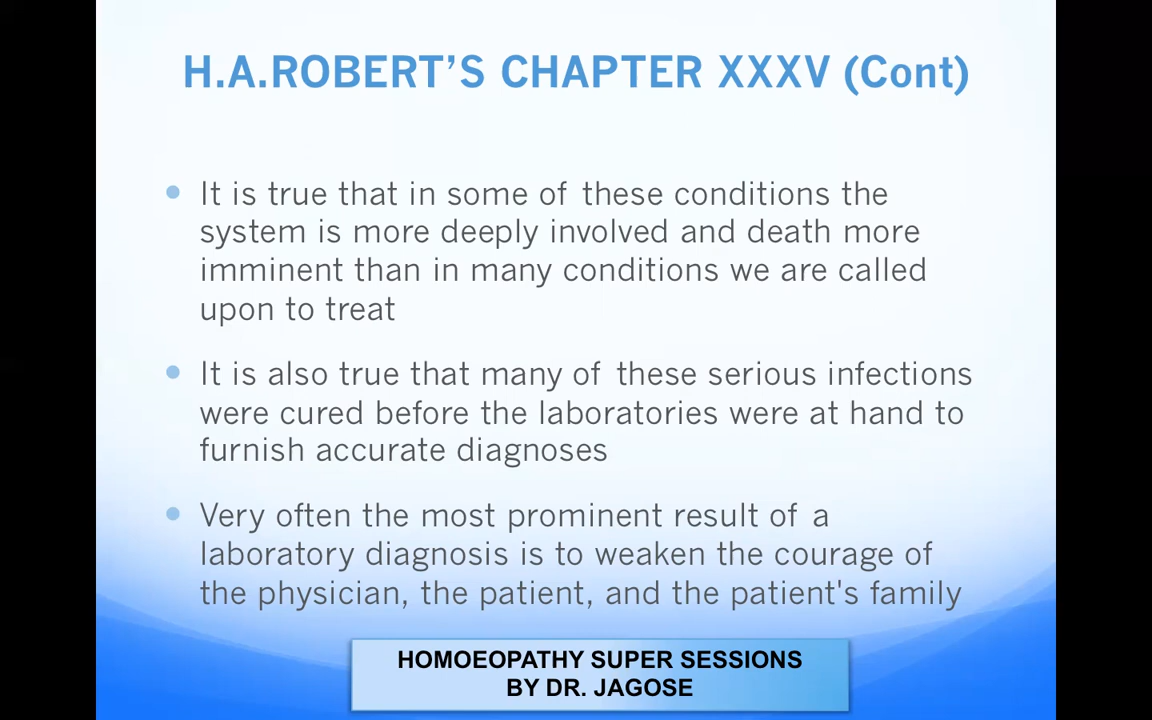 H.A.ROBERT’S CHAPTER XXXV (Cont)
It is true that in some of these conditions the
system is more deeply involved and death more
imminent than in many conditions we are called
upon to treat
It is also true that many of these serious infections
were cured before the laboratories were at hand to
furnish accurate diagnoses
Very often the most prominent result of a
laboratory diagnosis is to weaken the courage of
the physician, the patient, and the patient's family
HOMOEOPATHY SUPER SESSIONS
BY DR. JAGOSE